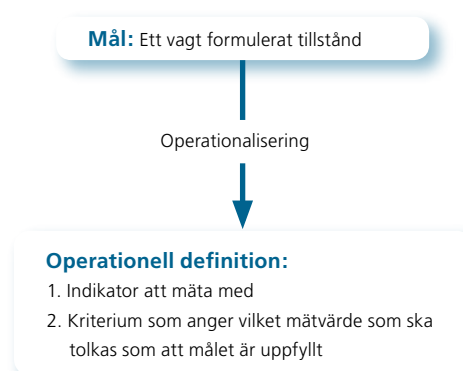 Mål: Ett vagt formulerat tillstånd
Operationalisering
Operationell definition:
1. Indikator att mäta med
2. Kriterium som anger vilket mätvärde som ska
tolkas som att målet är uppfyllt